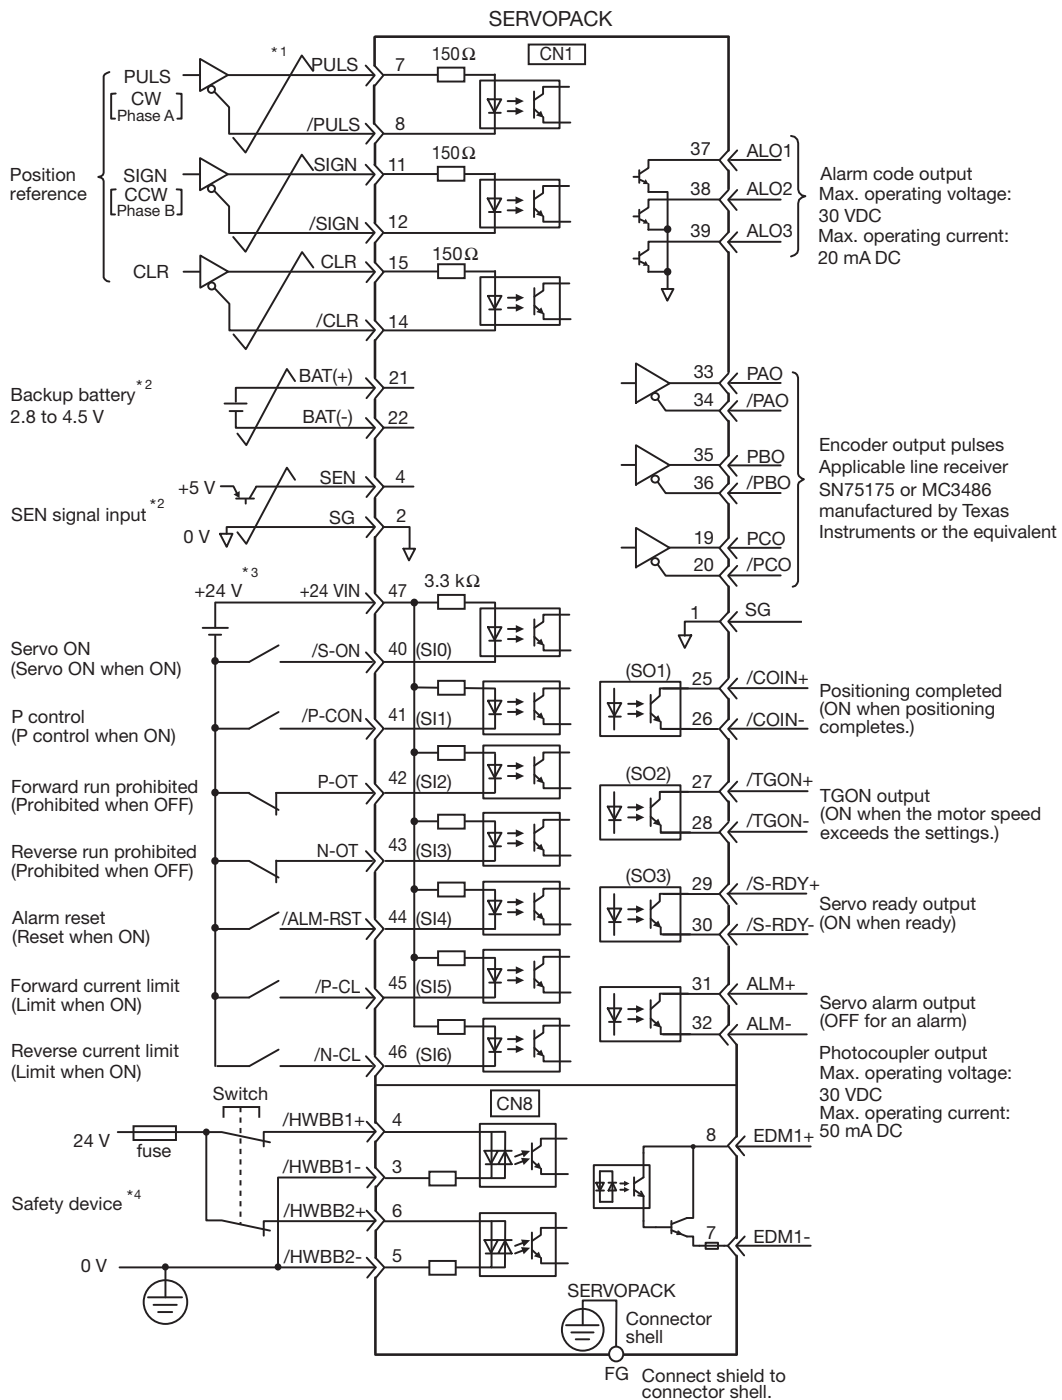 SERVOPACK
CN1
Position
reference
PULS
CW
Phase A
*1
PULS
7
150Ω
/PULS
8
SIGN
CCW
Phase B
SIGN
11
150Ω
/SIGN
12
CLR
CLR
15
150Ω
/CLR
14
Backup battery *2
2.8 to 4.5 V
BAT(+)
21
BAT(-)
22
SEN signal input *2
+5 V
SEN
4
0 V
SG
2
*3
+24 V
+24 VIN
47
3.3 kΩ
Servo ON
(Servo ON when ON)
/S-ON
40
(SI0)
P control
(P control when ON)
/P-CON
41
(SI1)
Forward run prohibited
(Prohibited when OFF)
P-OT
42
(SI2)
Reverse run prohibited
(Prohibited when OFF)
N-OT
43
(SI3)
Alarm reset
(Reset when ON)
/ALM-RST
44
(SI4)
Forward current limit
(Limit when ON)
/P-CL
45
(SI5)
Reverse current limit
(Limit when ON)
/N-CL
46
(SI6)
37
ALO1
38
ALO2
39
ALO3
Alarm code output
Max. operating voltage:
30 VDC
Max. operating current:
20 mA DC
33
PAO
34
/PAO
35
PBO
36
/PBO
19
PCO
20
/PCO
Encoder output pulses
Applicable line receiver
SN75175 or MC3486
manufactured by Texas
Instruments or the equivalent
1
SG
(SO1)
25
/COIN+
26
/COIN-
Positioning completed
(ON when positioning
completes.)
(SO2)
27
/TGON+
28
/TGON-
TGON output
(ON when the motor speed
exceeds the settings.)
(SO3)
29
/S-RDY+
30
/S-RDY-
Servo ready output
(ON when ready)
31
ALM+
32
ALM-
Servo alarm output
(OFF for an alarm)
Photocoupler output
Max. operating voltage:
30 VDC
Max. operating current:
50 mA DC
CN8
Switch
24 V
fuse
Safety device *4
0 V
/HWBB1+
4
/HWBB1-
3
/HWBB2+
6
/HWBB2-
5
8
EDM1+
7
EDM1-
SERVOPACK
Connector
shell
FG
Connect shield to
connector shell.